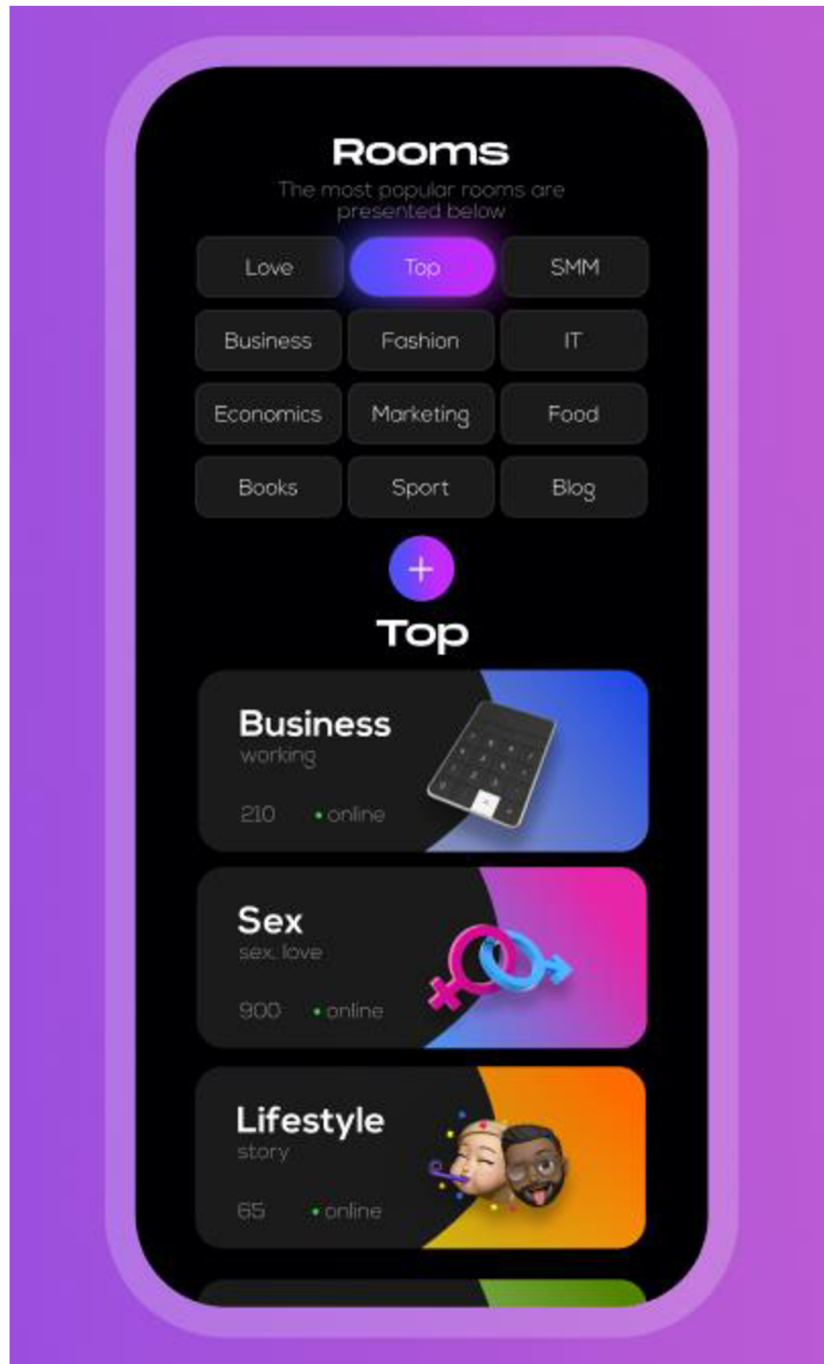 Rooms
The most popular rooms are
presented below
Love Top SMM
Business Fashion IT
Economics Marketing Food
Books Sport Blog
+
Top
Business
working
210 online
Sex
sex, love
900 online
Lifestyle
story
65 online